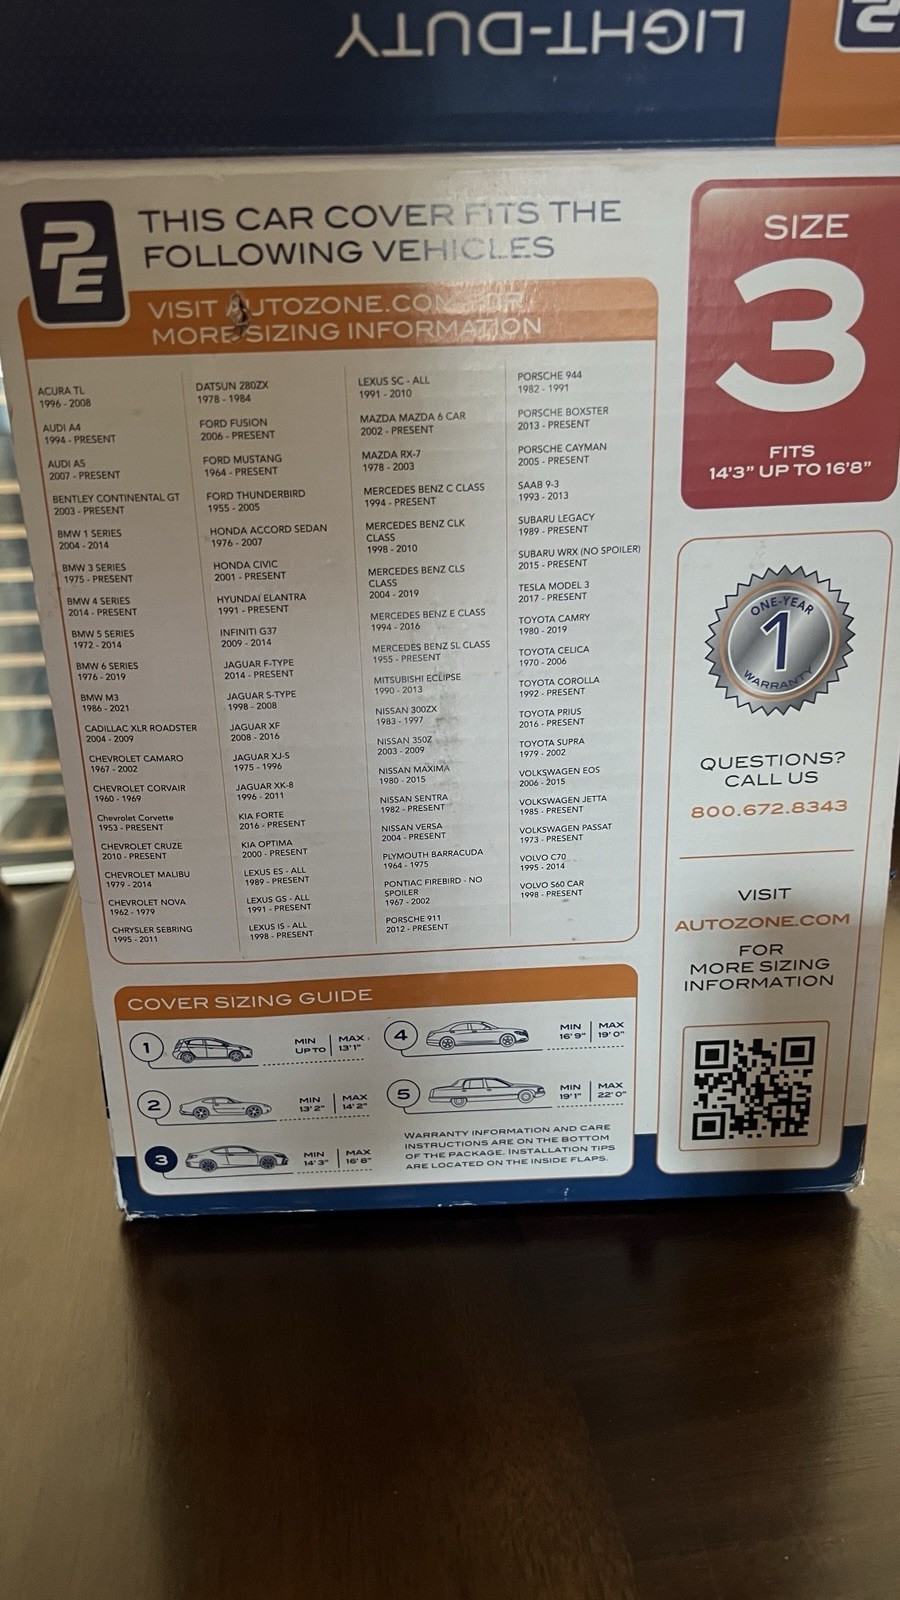 LIGHT-DUTY
PE
THIS CAR COVER FITS THE
FOLLOWING VEHICLES
VISIT AUTOZONE.COM FOR
MORE SIZING INFORMATION
ACURA TL
1996 - 2008
AUDI A4
1994 - PRESENT
AUDI A5
2007 - PRESENT
BENTLEY CONTINENTAL GT
2003 - PRESENT
BMW 1 SERIES
2004 - 2014
BMW 3 SERIES
1975 - PRESENT
BMW 4 SERIES
2014 - PRESENT
BMW 5 SERIES
1972 - 2014
BMW 6 SERIES
1976 - 2019
BMW M3
1986 - 2021
CADILLAC XLR ROADSTER
2004 - 2009
CHEVROLET CAMARO
1967 - 2002
CHEVROLET CORVAIR
1960 - 1969
Chevrolet Corvette
1953 - PRESENT
CHEVROLET CRUZE
2010 - PRESENT
CHEVROLET MALIBU
1979 - 2014
CHEVROLET NOVA
1962 - 1979
CHRYSLER SEBRING
1995 - 2011
DATSUN 280ZX
1978 - 1984
FORD FUSION
2006 - PRESENT
FORD MUSTANG
1964 - PRESENT
FORD THUNDERBIRD
1955 - 2005
HONDA ACCORD SEDAN
1976 - 2007
HONDA CIVIC
2001 - PRESENT
HYUNDAI ELANTRA
1991 - PRESENT
INFINITI G37
2009 - 2014
JAGUAR F-TYPE
2014 - PRESENT
JAGUAR S-TYPE
1998 - 2008
JAGUAR XF
2008 - 2016
JAGUAR XJ-S
1975 - 1996
JAGUAR XK-8
1996 - 2011
KIA FORTE
2016 - PRESENT
KIA OPTIMA
2000 - PRESENT
LEXUS ES - ALL
1989 - PRESENT
LEXUS GS - ALL
1991 - PRESENT
LEXUS IS - ALL
1998 - PRESENT
LEXUS SC - ALL
1991 - 2010
MAZDA MAZDA 6 CAR
2002 - PRESENT
MAZDA RX-7
1978 - 2003
MERCEDES BENZ C CLASS
1994 - PRESENT
MERCEDES BENZ CLK
CLASS
1998 - 2010
MERCEDES BENZ CLS
CLASS
2004 - 2019
MERCEDES BENZ E CLASS
1994 - 2016
MERCEDES BENZ SL CLASS
1955 - PRESENT
MITSUBISHI ECLIPSE
1990 - 2013
NISSAN 300ZX
1983 - 1997
NISSAN 350Z
2003 - 2009
NISSAN MAXIMA
1980 - 2015
NISSAN SENTRA
1982 - PRESENT
NISSAN VERSA
2004 - PRESENT
PLYMOUTH BARRACUDA
1964 - 1975
PONTIAC FIREBIRD - NO
SPOILER
1967 - 2002
PORSCHE 911
2012 - PRESENT
PORSCHE 944
1982 - 1991
PORSCHE BOXSTER
2013 - PRESENT
PORSCHE CAYMAN
2005 - PRESENT
SAAB 9-3
1993 - 2013
SUBARU LEGACY
1989 - PRESENT
SUBARU WRX (NO SPOILER)
2015 - PRESENT
TESLA MODEL 3
2017 - PRESENT
TOYOTA CAMRY
1980 - 2019
TOYOTA CELICA
1970 - 2006
TOYOTA COROLLA
1992 - PRESENT
TOYOTA PRIUS
2016 - PRESENT
TOYOTA SUPRA
1979 - 2002
VOLKSWAGEN EOS
2006 - 2015
VOLKSWAGEN JETTA
1985 - PRESENT
VOLKSWAGEN PASSAT
1973 - PRESENT
VOLVO C70
1995 - 2014
VOLVO S60 CAR
1998 - PRESENT
SIZE
3
FITS
14'3" UP TO 16'8"
ONE-YEAR
1
WARRANTY
QUESTIONS?
CALL US
800.672.8343
VISIT
AUTOZONE.COM
FOR
MORE SIZING
INFORMATION
COVER SIZING GUIDE
1 MIN UP TO MAX 13'1"
2 MIN 13'2" MAX 14'2"
3 MIN 14'3" MAX 16'8"
4 MIN 16'9" MAX 19'0"
5 MIN 19'1" MAX 22'0"
WARRANTY INFORMATION AND CARE
INSTRUCTIONS ARE ON THE BOTTOM
OF THE PACKAGE. INSTALLATION TIPS
ARE LOCATED ON THE INSIDE FLAPS.